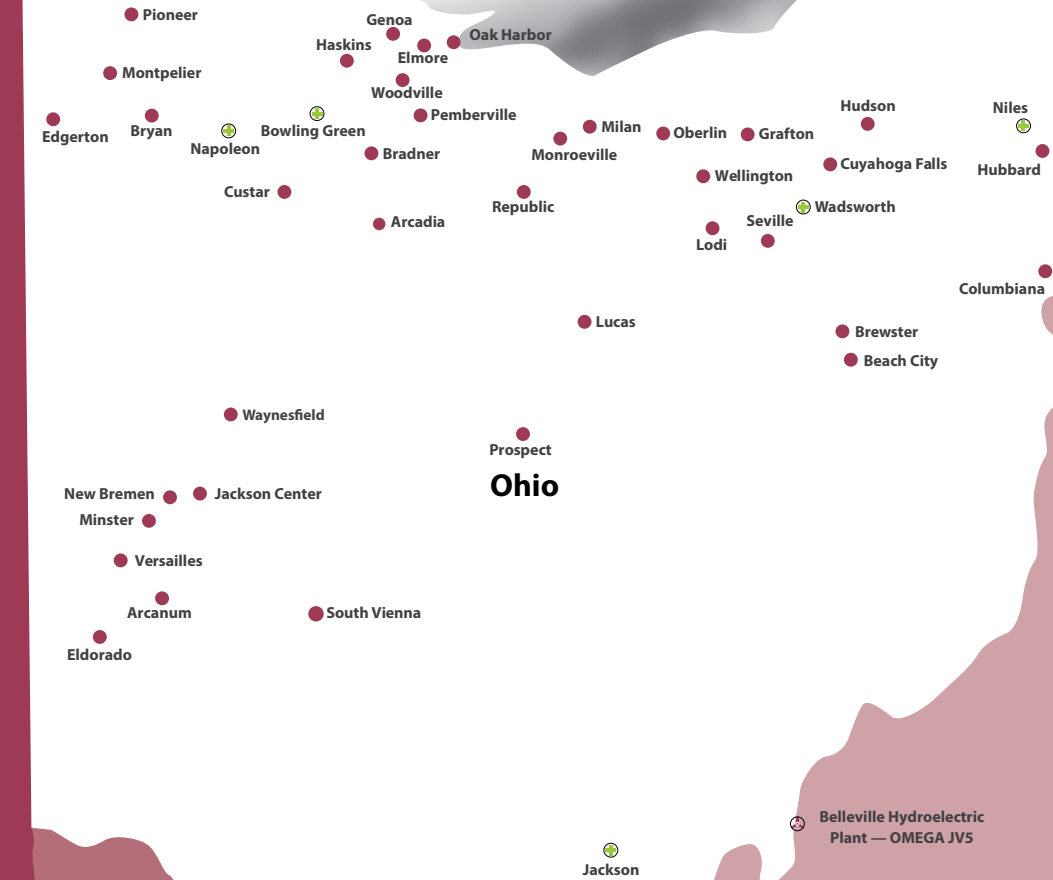 Pioneer
Genoa
Oak Harbor
Haskins
Elmore
Montpelier
Woodville
Hudson
Niles
Pemberville
Edgerton
Bryan
Bowling Green
Milan
Oberlin
Grafton
Napoleon
Bradner
Monroeville
Cuyahoga Falls
Hubbard
Wellington
Custar
Republic
Wadsworth
Arcadia
Seville
Lodi
Columbiana
Lucas
Brewster
Beach City
Waynesfield
Prospect
Ohio
New Bremen
Jackson Center
Minster
Versailles
Arcanum
South Vienna
Eldorado
Belleville Hydroelectric
Plant — OMEGA JV5
Jackson